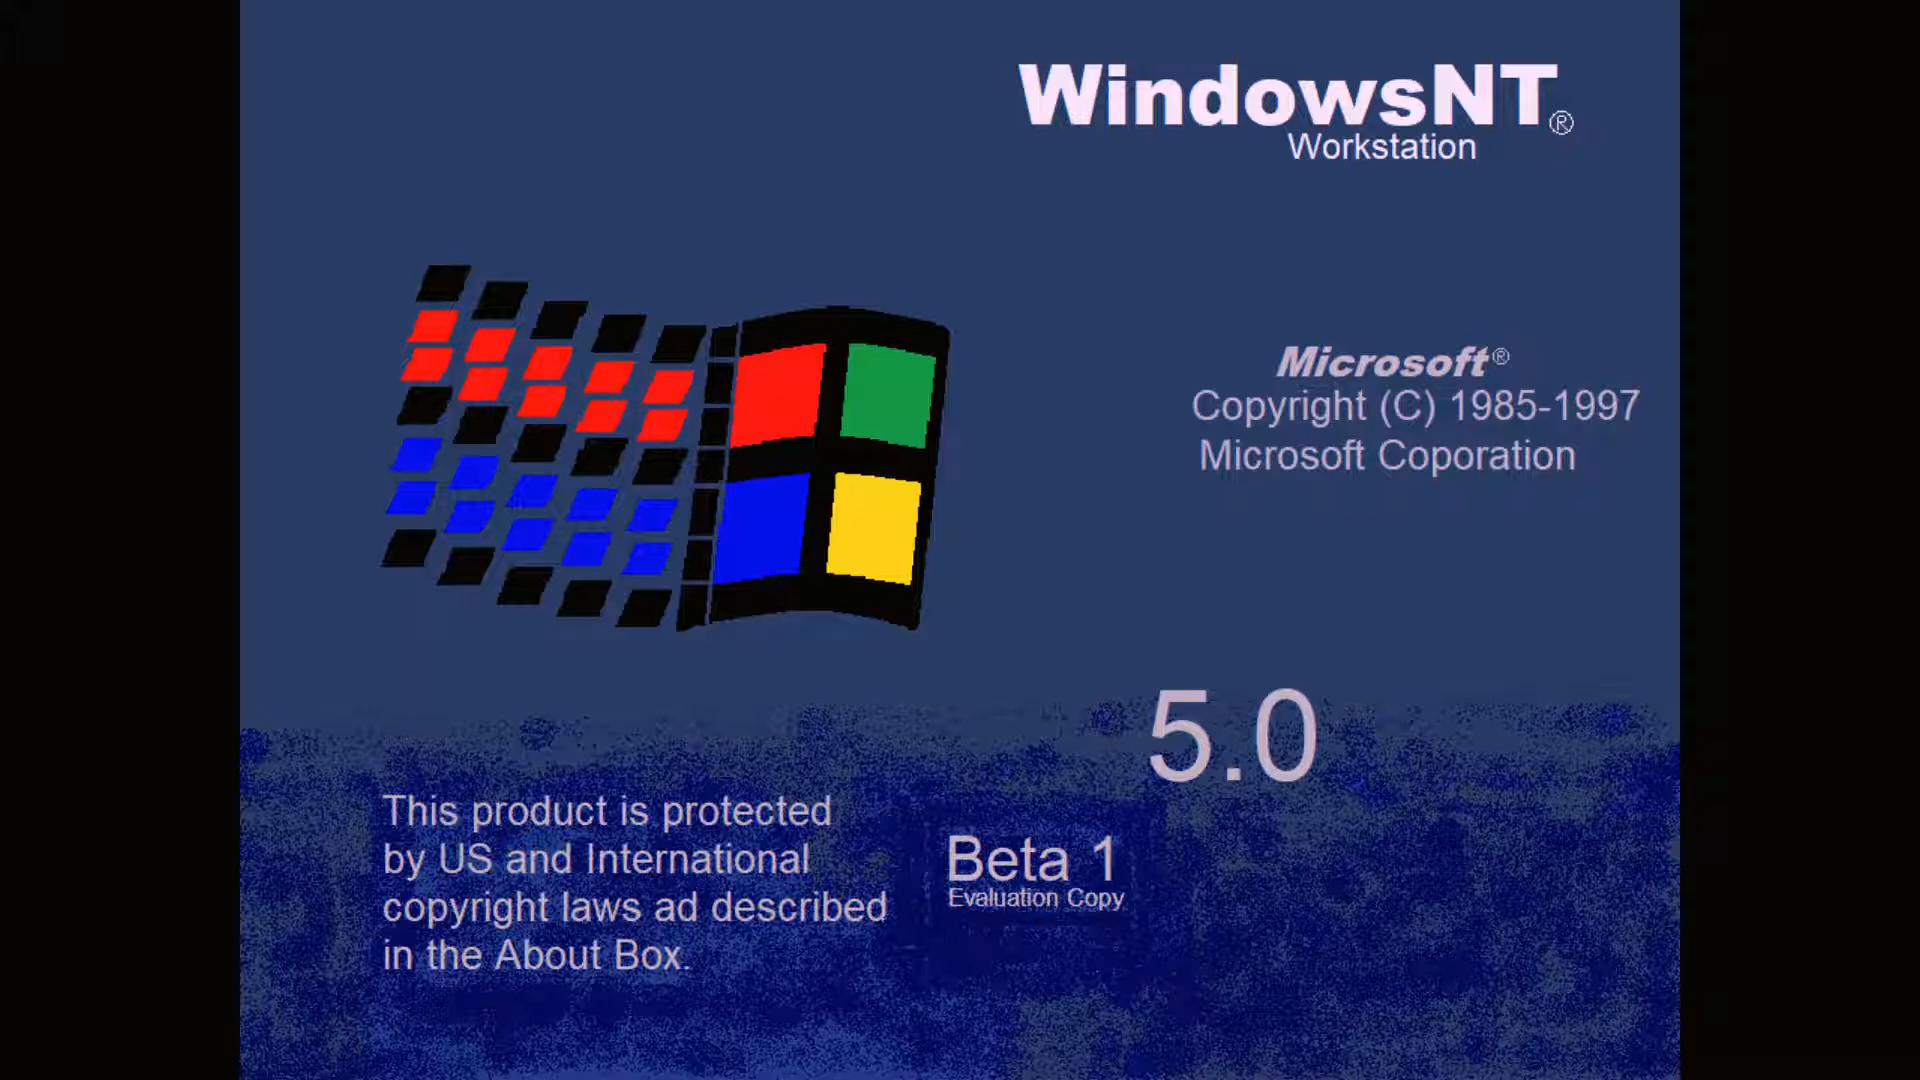 WindowsNT®
Workstation
Microsoft®
Copyright (C) 1985-1997
Microsoft Coporation
5.0
This product is protected
by US and International
copyright laws ad described
in the About Box.
Beta 1
Evaluation Copy